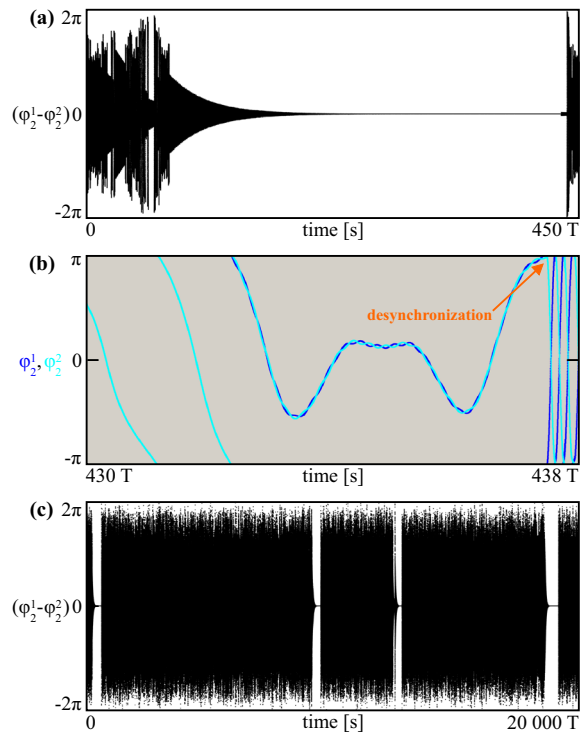 (a)
2π
(φ₂¹-φ₂²) 0
-2π
0 time [s] 450 T
(b)
π
desynchronization
φ₂¹,φ₂² 0
-π
430 T time [s] 438 T
(c)
2π
(φ₂¹-φ₂²) 0
-2π
0 time [s] 20 000 T